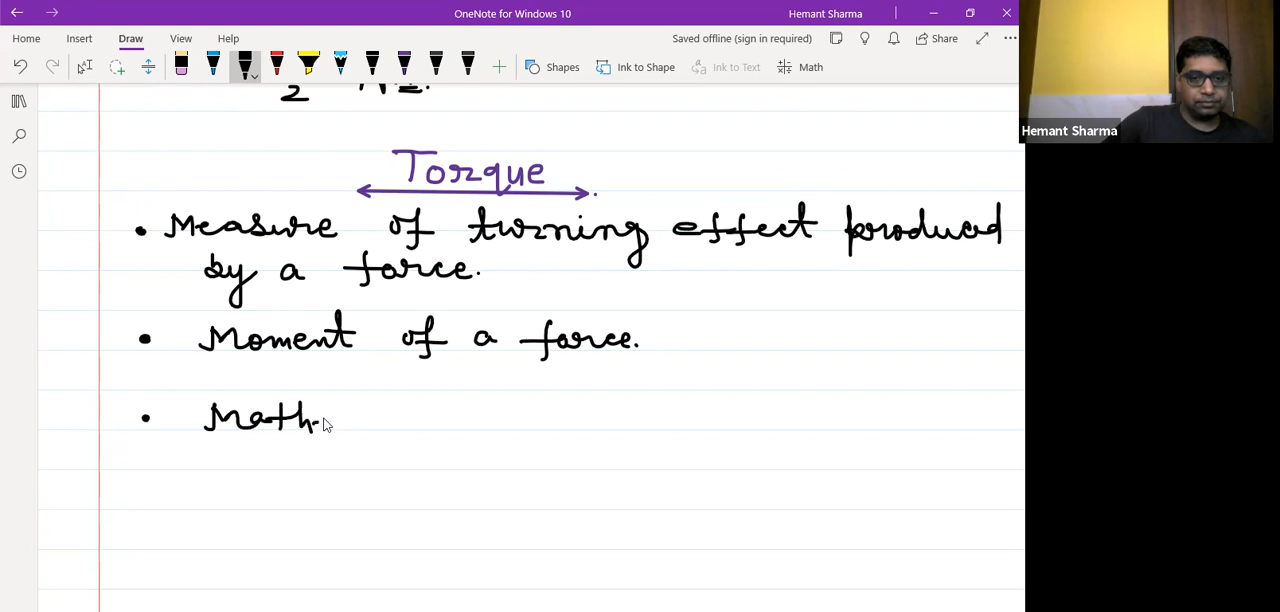 OneNote for Windows 10
Hemant Sharma
Home Insert Draw View Help
Saved offline (sign in required)
Share
Shapes
Ink to Shape
Ink to Text
Math
Hemant Sharma
2
Torque
• Measure of turning effect produced
by a force.
• Moment of a force.
• Math